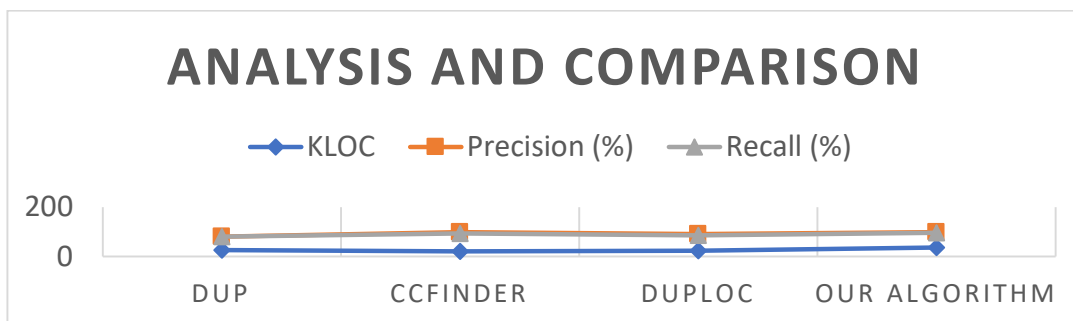 ANALYSIS AND COMPARISON
KLOC Precision (%) Recall (%)
200
0
DUP CCFINDER DUPLOC OUR ALGORITHM